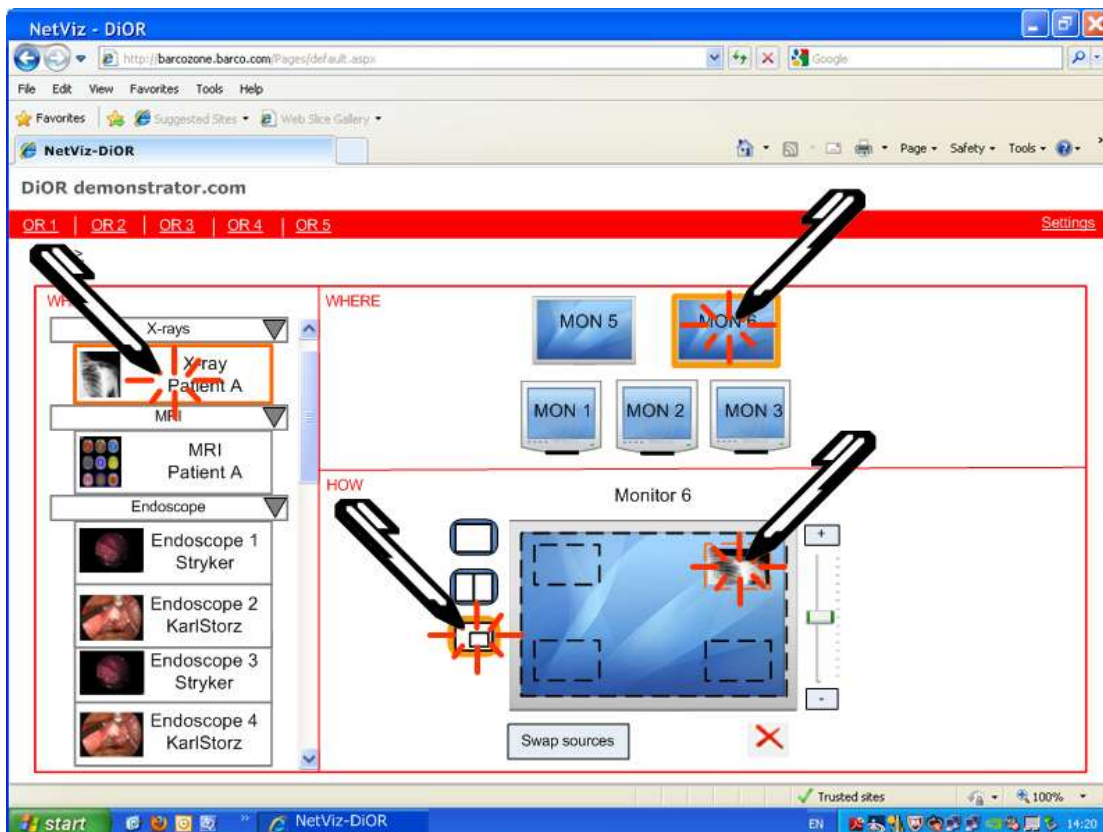 NetViz - DiOR
http://barcozone.barco.com/Pages/default.aspx
Google
File Edit View Favorites Tools Help
Favorites Suggested Sites Web Slice Gallery
NetViz-DiOR
Page Safety Tools
DiOR demonstrator.com
OR 1 OR 2 OR 3 OR 4 OR 5 Settings
>
WHERE
X-rays
X-ray
Patient A
MRI
MRI
Patient A
Endoscope
Endoscope 1
Stryker
Endoscope 2
KarlStorz
Endoscope 3
Stryker
Endoscope 4
KarlStorz
MON 5
MON 6
MON 1
MON 2
MON 3
HOW
Monitor 6
+
-
Swap sources
Trusted sites 100%
start NetViz-DiOR EN 14:20